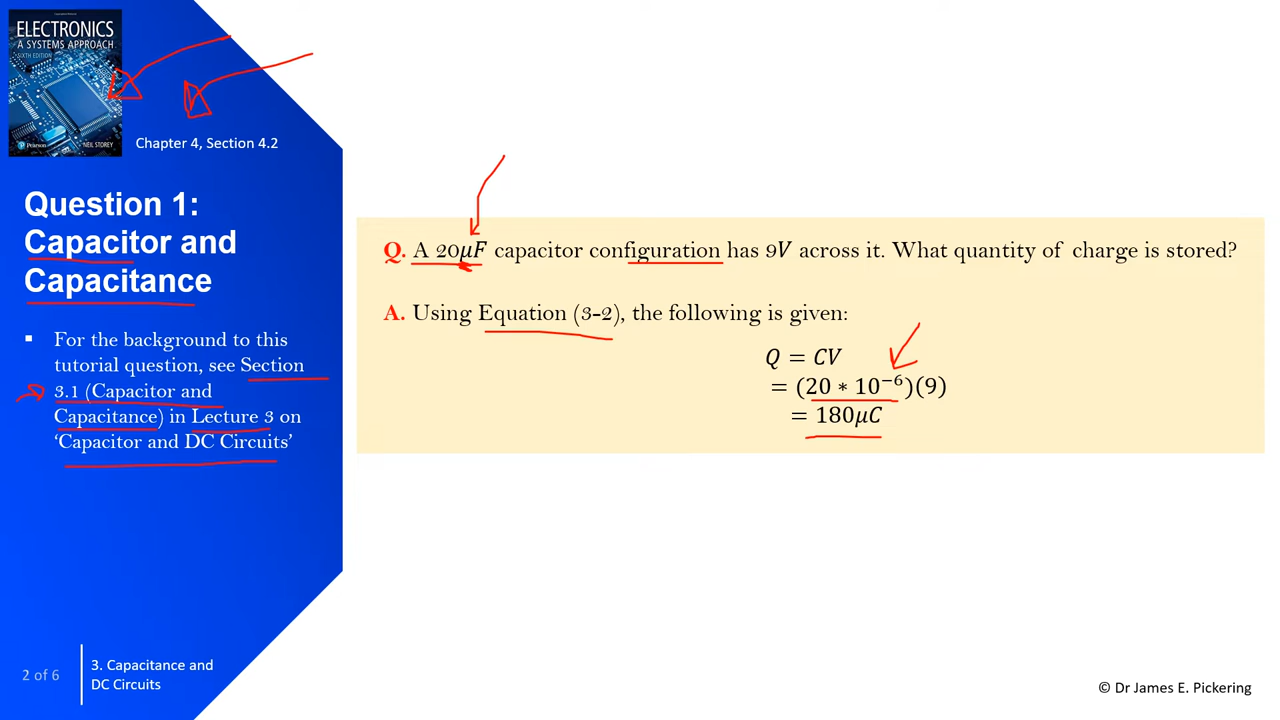 ELECTRONICS
A SYSTEMS APPROACH
SIXTH EDITION
Pearson
NEIL STOREY
Chapter 4, Section 4.2
Question 1:
Capacitor and
Capacitance
▪ For the background to this
tutorial question, see Section
3.1 (Capacitor and
Capacitance) in Lecture 3 on
‘Capacitor and DC Circuits’
Q. A 20μF capacitor configuration has 9V across it. What quantity of charge is stored?
A. Using Equation (3-2), the following is given:
Q = CV
= (20 * 10⁻⁶)(9)
= 180μC
2 of 6
3. Capacitance and
DC Circuits
© Dr James E. Pickering